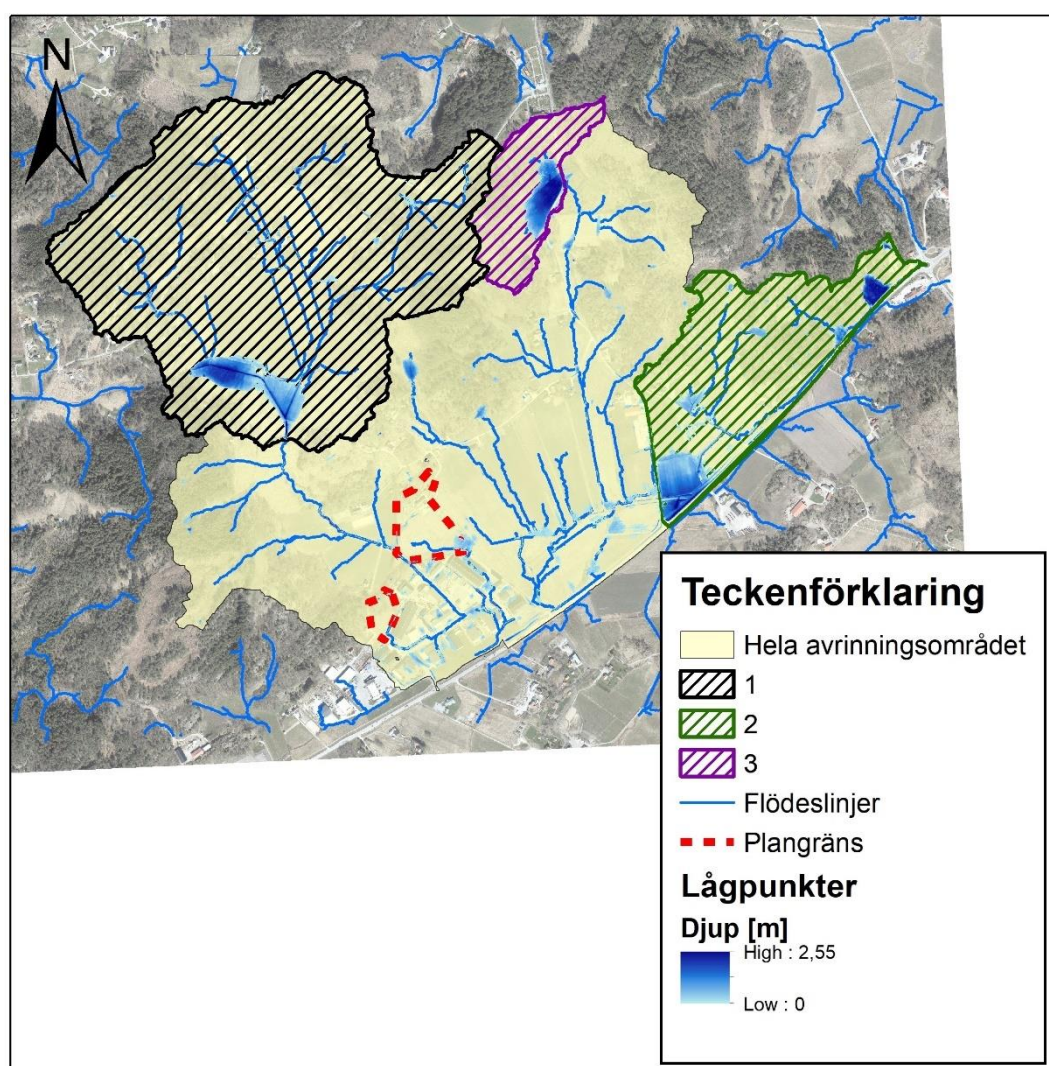 N
Teckenförklaring
Hela avrinningsområdet
1
2
3
Flödeslinjer
Plangräns
Lågpunkter
Djup [m]
High : 2,55
Low : 0